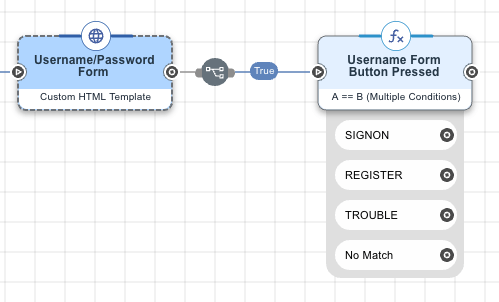 Username/Password
Form
Custom HTML Template
True
Username Form
Button Pressed
A == B (Multiple Conditions)
SIGNON
REGISTER
TROUBLE
No Match